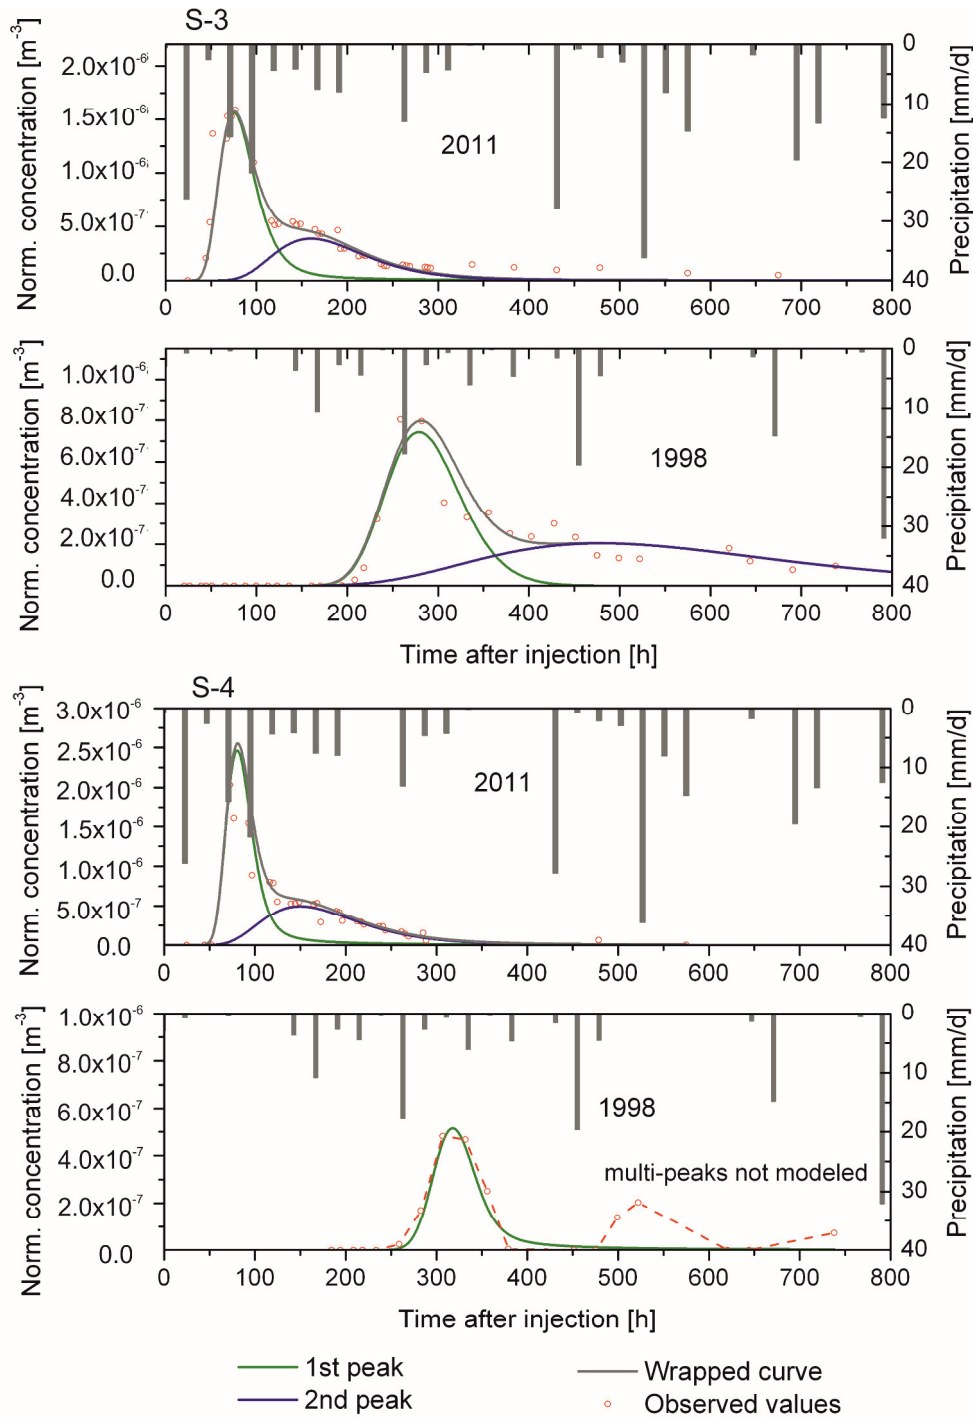 S-3
Norm. concentration [m⁻³]
2.0x10⁻⁶
1.5x10⁻⁶
1.0x10⁻⁶
5.0x10⁻⁷
0.0
2011
0
10
20
30
40
Precipitation [mm/d]
0 100 200 300 400 500 600 700 800
Norm. concentration [m⁻³]
1.0x10⁻⁶
8.0x10⁻⁷
6.0x10⁻⁷
4.0x10⁻⁷
2.0x10⁻⁷
0.0
1998
0
10
20
30
40
Precipitation [mm/d]
0 100 200 300 400 500 600 700 800
Time after injection [h]
S-4
Norm. concentration [m⁻³]
3.0x10⁻⁶
2.5x10⁻⁶
2.0x10⁻⁶
1.5x10⁻⁶
1.0x10⁻⁶
5.0x10⁻⁷
0.0
2011
0
10
20
30
40
Precipitation [mm/d]
0 100 200 300 400 500 600 700 800
Norm. concentration [m⁻³]
1.0x10⁻⁶
8.0x10⁻⁷
6.0x10⁻⁷
4.0x10⁻⁷
2.0x10⁻⁷
0.0
1998
multi-peaks not modeled
0
10
20
30
40
Precipitation [mm/d]
0 100 200 300 400 500 600 700 800
Time after injection [h]
1st peak
Wrapped curve
2nd peak
Observed values